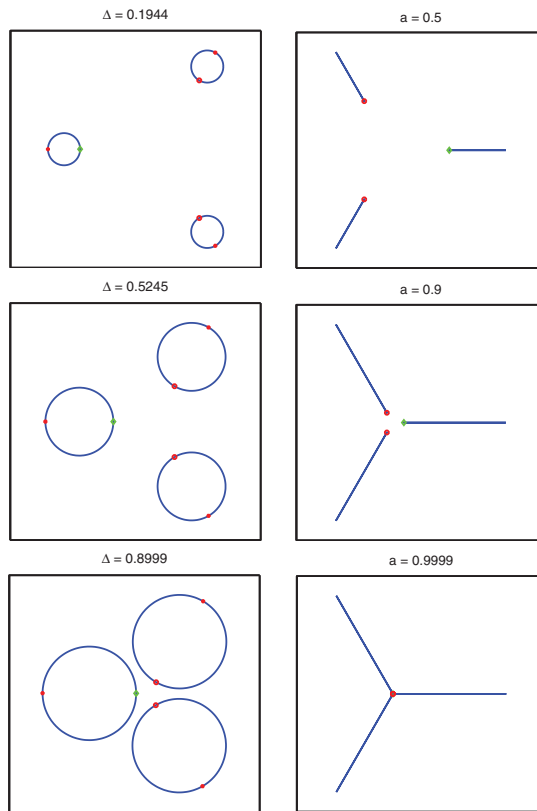 Δ = 0.1944
a = 0.5
Δ = 0.5245
a = 0.9
Δ = 0.8999
a = 0.9999